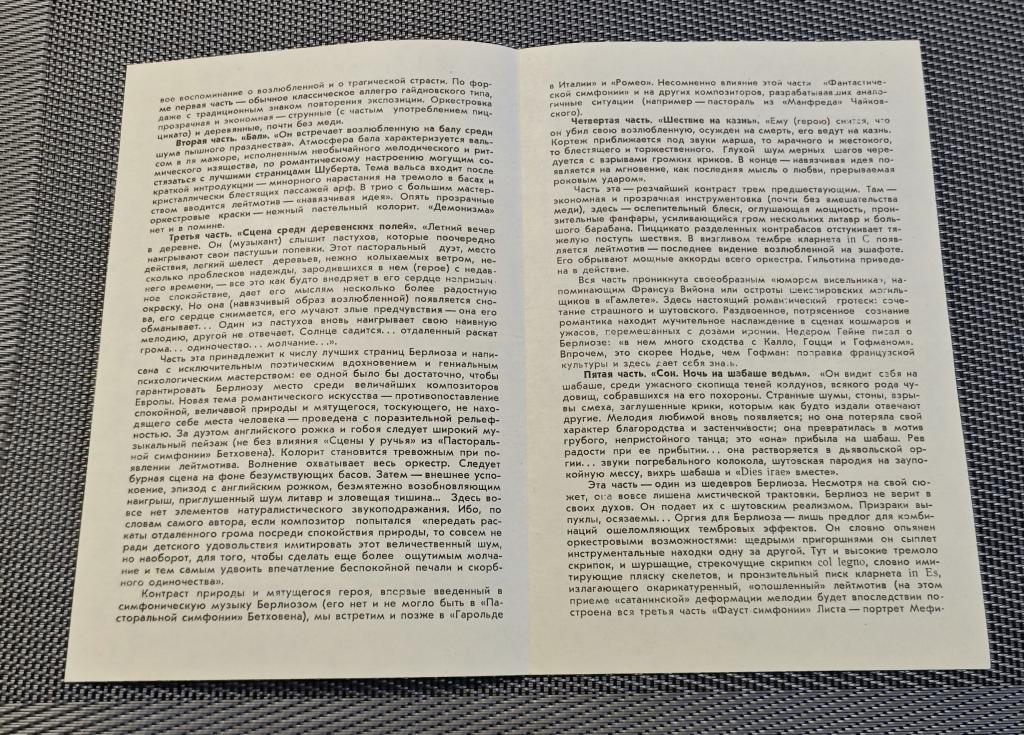 вое воспоминание о возлюбленной и о трагической страсти. По фор-
ме первая часть — обычное классическое аллегро гайдновского типа,
даже с традиционным знаком повторения экспозиции. Оркестровка
прозрачная и экономная — струнные (с частым употреблением пиц-
цикато) и деревянные, почти без меди.
Вторая часть. «Бал». «Он встречает возлюбленную на балу среди
шума пышного празднества». Атмосфера бала характеризуется валь-
сом в ля мажоре, исполненным необычайного мелодического и рит-
мического изящества, по романтическому настроению могущим со-
стязаться с лучшими страницами Шуберта. Тема вальса входит после
краткой интродукции — минорного нарастания на тремоло в басах и
кристаллически блестящих пассажей арф. В трио с большим мастер-
ством вводится лейтмотив — «навязчивая идея». Опять прозрачные
оркестровые краски — нежный пастельный колорит. «Демонизма»
нет и в помине.
Третья часть. «Сцена среди деревенских полей». «Летний вечер
в деревне. Он (музыкант) слышит пастухов, которые поочередно
наигрывают свои пастушьи попевки. Этот пасторальный дуэт, место
действия, легкий шелест деревьев, нежно колыхаемых ветром, не-
сколько проблесков надежды, зародившихся в нем (герое) с недав-
него времени, — все это как будто внедряет в его сердце непривыч-
ное спокойствие, дает его мыслям несколько более радостную
окраску. Но она (навязчивый образ возлюбленной) появляется сно-
ва, его сердце сжимается, его мучают злые предчувствия — она его
обманывает... Один из пастухов вновь наигрывает свою наивную
мелодию, другой не отвечает. Солнце садится... отдаленный раскат
грома... одиночество... молчание...».
Часть эта принадлежит к числу лучших страниц Берлиоза и напи-
сана с исключительным поэтическим вдохновением и гениальным
психологическим мастерством: ее одной было бы достаточно, чтобы
гарантировать Берлиозу место среди величайших композиторов
Европы. Новая тема романтического искусства — противопоставление
спокойной, величавой природы и мятущегося, тоскующего, не нахо-
дящего себе места человека — проведена с поразительной рельеф-
ностью. За дуэтом английского рожка и гобоя следует широкий му-
зыкальный пейзаж (не без влияния «Сцены у ручья» из «Пастораль-
ной симфонии» Бетховена). Колорит становится тревожным при по-
явлении лейтмотива. Волнение охватывает весь оркестр. Следует
бурная сцена на фоне безумствующих басов. Затем — внешнее успо-
коение, эпизод с английским рожком, безмятежно возобновляющим
наигрыш, приглушенный шум литавр и зловещая тишина... Здесь во-
все нет элементов натуралистического звукоподражания. Ибо, по
словам самого автора, если композитор попытался «передать рас-
каты отдаленного грома посреди спокойствия природы, то совсем не
ради детского удовольствия имитировать этот величественный шум,
но наоборот, для того, чтобы сделать еще более ощутимым молча-
ние и тем самым удвоить впечатление беспокойной печали и скорб-
ного одиночества».
Контраст природы и мятущегося героя, впервые введенный в
симфоническую музыку Берлиозом (его нет и не могло быть в «Па-
сторальной симфонии» Бетховена), мы встретим и позже в «Гарольде
в Италии» и «Ромео». Несомненно влияние этой части «Фантастиче-
ской симфонии» и на других композиторов, разрабатывавших анало-
гичные ситуации (например — пастораль из «Манфреда» Чайков-
ского).
Четвертая часть. «Шествие на казнь». «Ему (герою) снится, что
он убил свою возлюбленную, осужден на смерть, его ведут на казнь.
Кортеж приближается под звуки марша, то мрачного и жестокого,
то блестящего и торжественного. Глухой шум мерных шагов чере-
дуется с взрывами громких криков. В конце — навязчивая идея по-
является на мгновение, как последняя мысль о любви, прерываемая
роковым ударом».
Часть эта — резчайший контраст трем предшествующим. Там —
экономная и прозрачная инструментовка (почти без вмешательства
меди), здесь — ослепительный блеск, оглушающая мощность, прон-
зительные фанфары, усиливающийся гром нескольких литавр и боль-
шого барабана. Пиццикато разделенных контрабасов отстукивает тя-
желую поступь шествия. В визгливом тембре кларнета in C появ-
ляется лейтмотив — последнее видение возлюбленной на эшафоте.
Его обрывают мощные аккорды всего оркестра. Гильотина приведе-
на в действие.
Вся часть проникнута своеобразным «юмором висельника», на-
поминающим Франсуа Вийона или остроты шекспировских могиль-
щиков в «Гамлете». Здесь настоящий романтический гротеск: соче-
тание страшного и шутовского. Раздвоенное, потрясенное сознание
романтика находит мучительное наслаждение в сценах кошмаров и
ужасов, перемешанных с дозами иронии. Недаром Гейне писал о
Берлиозе: «в нем много сходства с Калло, Гоцци и Гофманом».
Впрочем, это скорее Нодье, чем Гофман: поправка французской
культуры и здесь дает себя знать.
Пятая часть. «Сон. Ночь на шабаше ведьм». «Он видит себя на
шабаше, среди ужасного скопища теней колдунов, всякого рода чу-
довищ, собравшихся на его похороны. Странные шумы, стоны, взры-
вы смеха, заглушенные крики, которым как будто издали отвечают
другие. Мелодия любимой вновь появляется; но она потеряла свой
характер благородства и застенчивости; она превратилась в мотив
грубого, непристойного танца; это «она» прибыла на шабаш. Рев
радости при ее прибытии... она растворяется в дьявольской ор-
гии... звуки погребального колокола, шутовская пародия на заупо-
койную мессу, вихрь шабаша и «Dies irae» вместе».
Эта часть — один из шедевров Берлиоза. Несмотря на свой сю-
жет, она вовсе лишена мистической трактовки. Берлиоз не верит в
своих духов. Он подает их с шутовским реализмом. Призраки вы-
пуклы, осязаемы... Оргия для Берлиоза — лишь предлог для комби-
наций ошеломляющих тембровых эффектов. Он словно опьянен
оркестровыми возможностями: щедрыми пригоршнями он сыплет
инструментальные находки одну за другой. Тут и высокие тремоло
скрипок, и шуршащие, стрекочущие скрипки col legno, словно ими-
тирующие пляску скелетов, и пронзительный писк кларнета in Es,
излагающего окарикатуренный, «опошленный» лейтмотив (на этом
приеме «сатанинской» деформации мелодии будет впоследствии по-
строена вся третья часть «Фауст-симфонии» Листа — портрет Мефи-